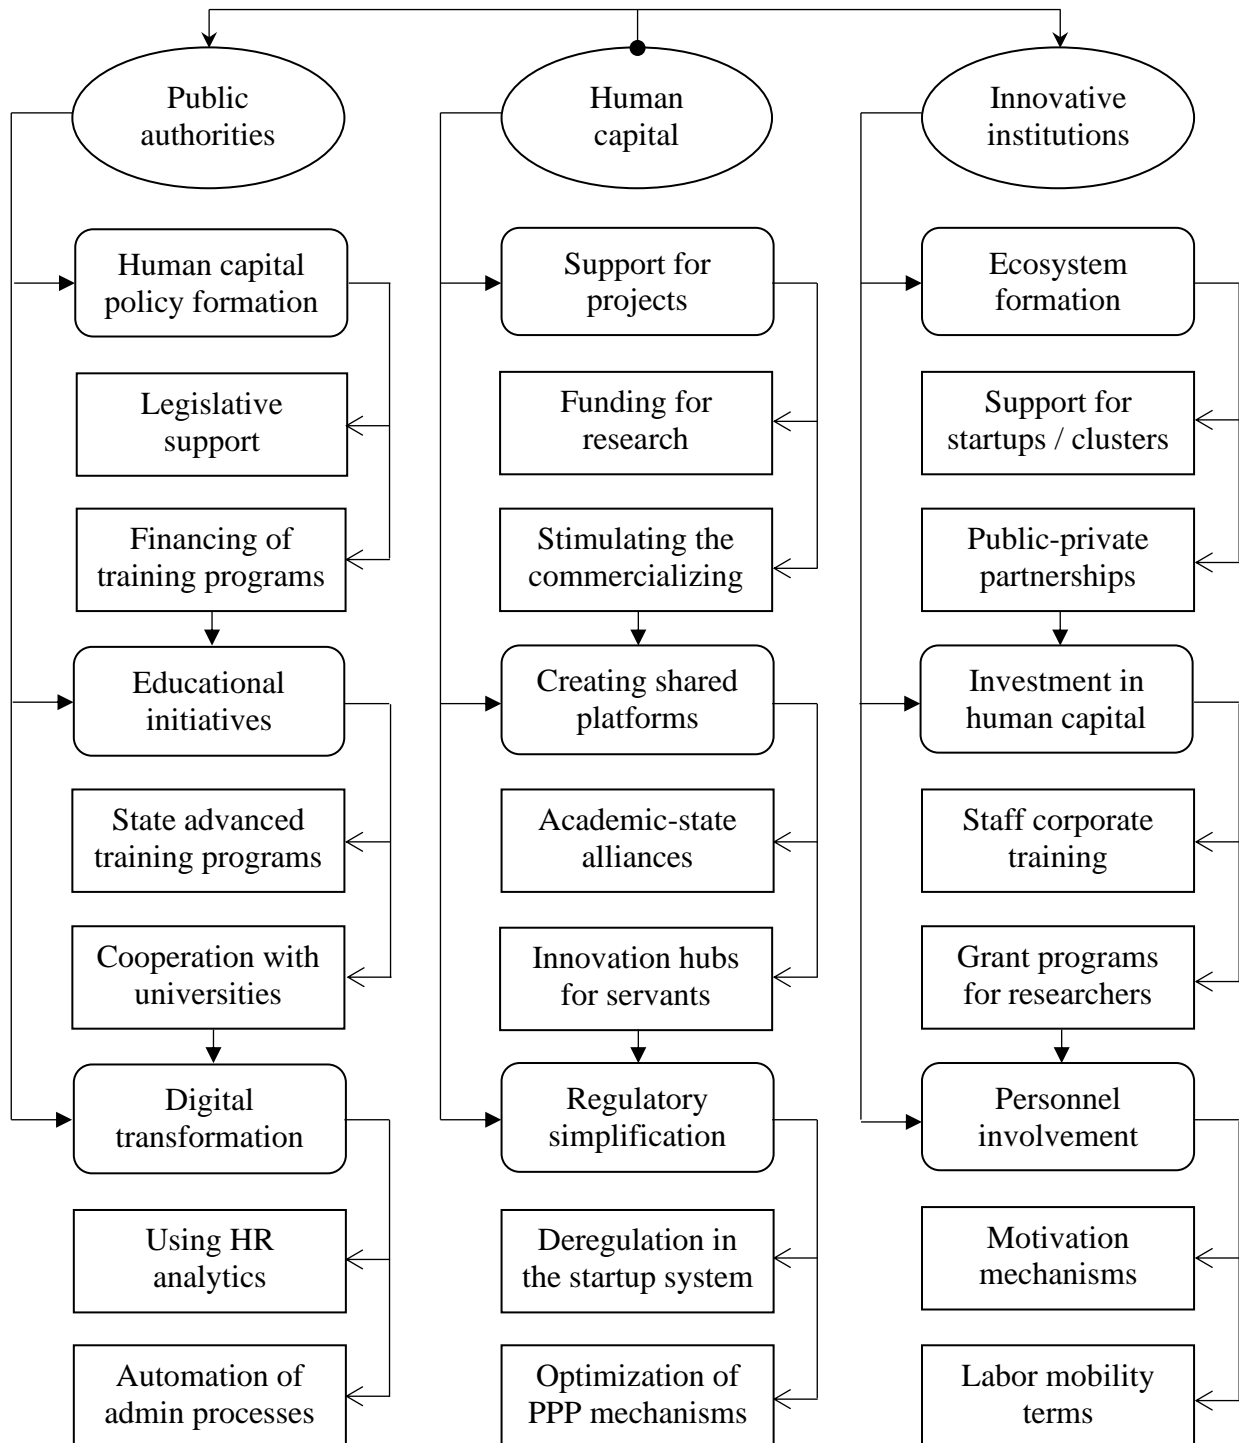 Public
authorities
Human
capital
Innovative
institutions
Human capital
policy formation
Support for
projects
Ecosystem
formation
Legislative
support
Funding for
research
Support for
startups / clusters
Financing of
training programs
Stimulating the
commercializing
Public-private
partnerships
Educational
initiatives
Creating shared
platforms
Investment in
human capital
State advanced
training programs
Academic-state
alliances
Staff corporate
training
Cooperation with
universities
Innovation hubs
for servants
Grant programs
for researchers
Digital
transformation
Regulatory
simplification
Personnel
involvement
Using HR
analytics
Deregulation in
the startup system
Motivation
mechanisms
Automation of
admin processes
Optimization of
PPP mechanisms
Labor mobility
terms